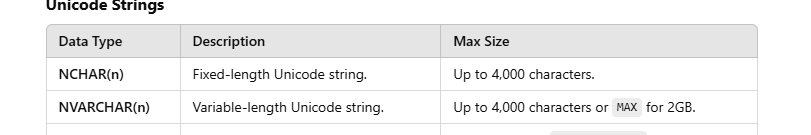 Unicode Strings
Data Type Description Max Size
NCHAR(n) Fixed-length Unicode string. Up to 4,000 characters.
NVARCHAR(n) Variable-length Unicode string. Up to 4,000 characters or MAX for 2GB.